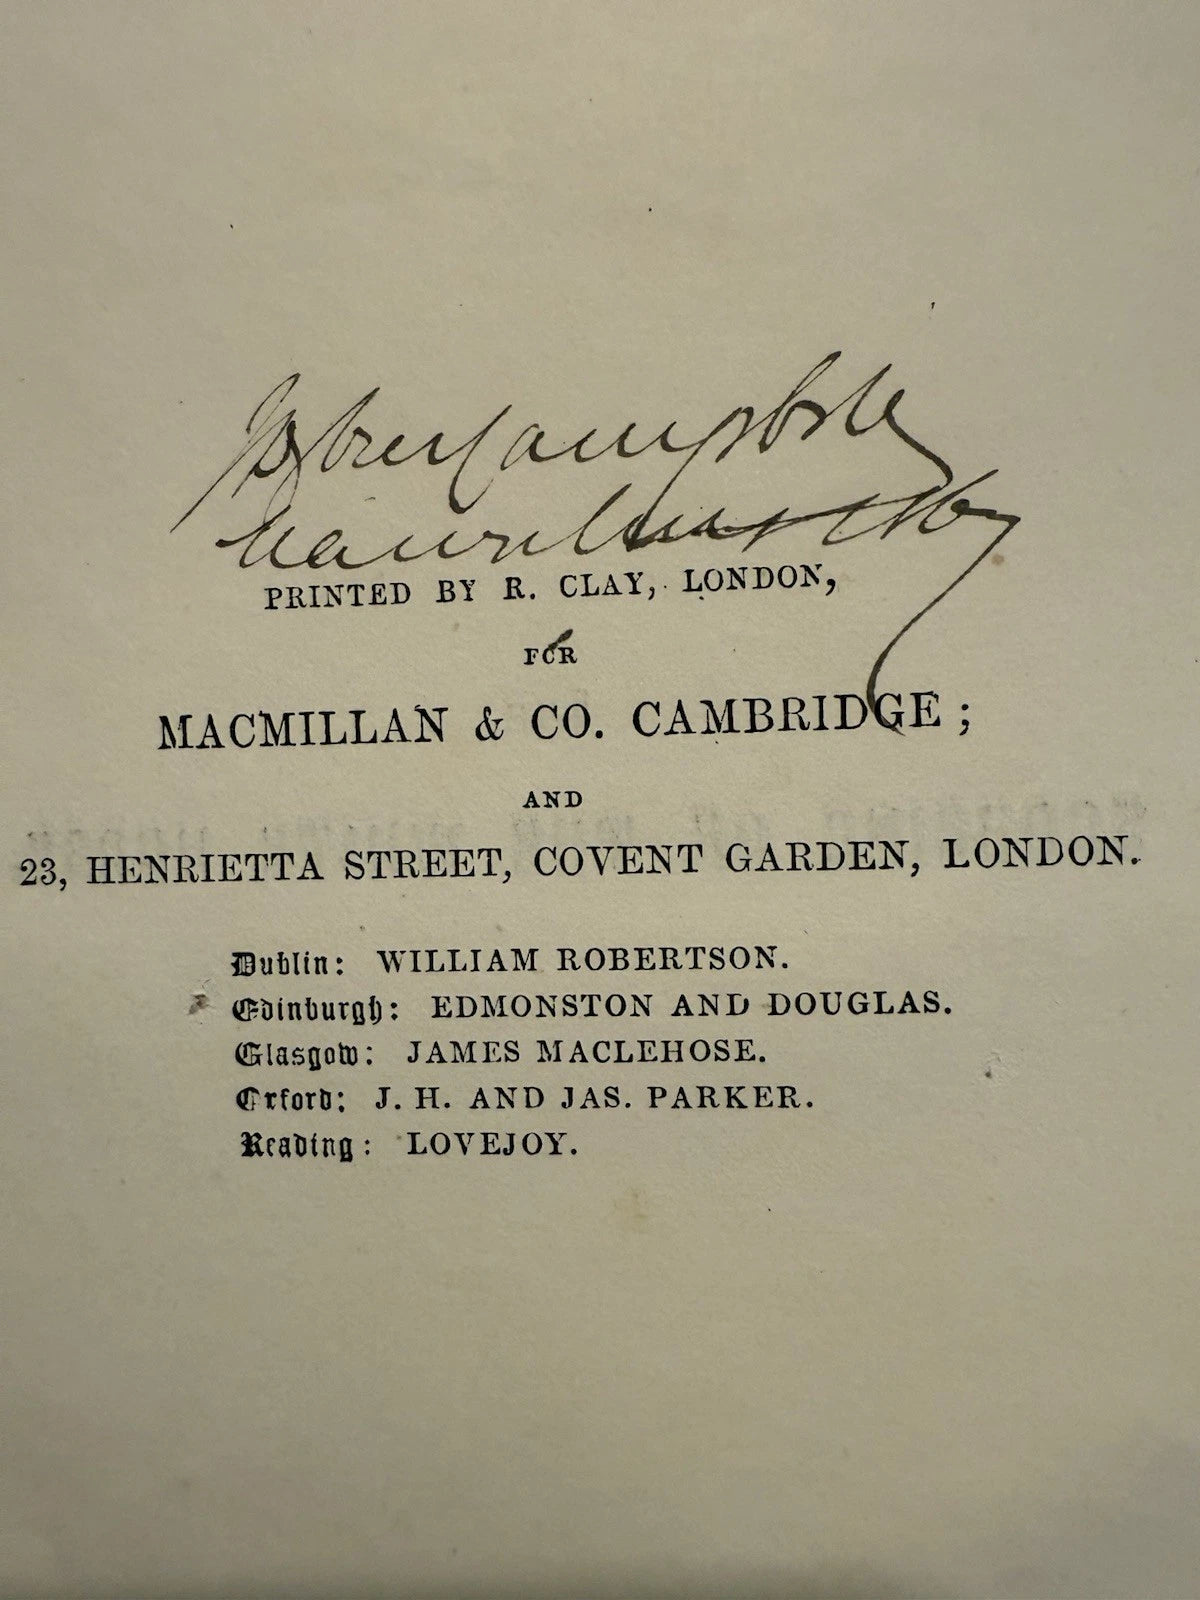 PRINTED BY R. CLAY, LONDON,
FOR
MACMILLAN & CO. CAMBRIDGE;
AND
23, HENRIETTA STREET, COVENT GARDEN, LONDON.
Dublin: WILLIAM ROBERTSON.
Edinburgh: EDMONSTON AND DOUGLAS.
Glasgow: JAMES MACLEHOSE.
Oxford: J. H. AND JAS. PARKER.
Reading: LOVEJOY.